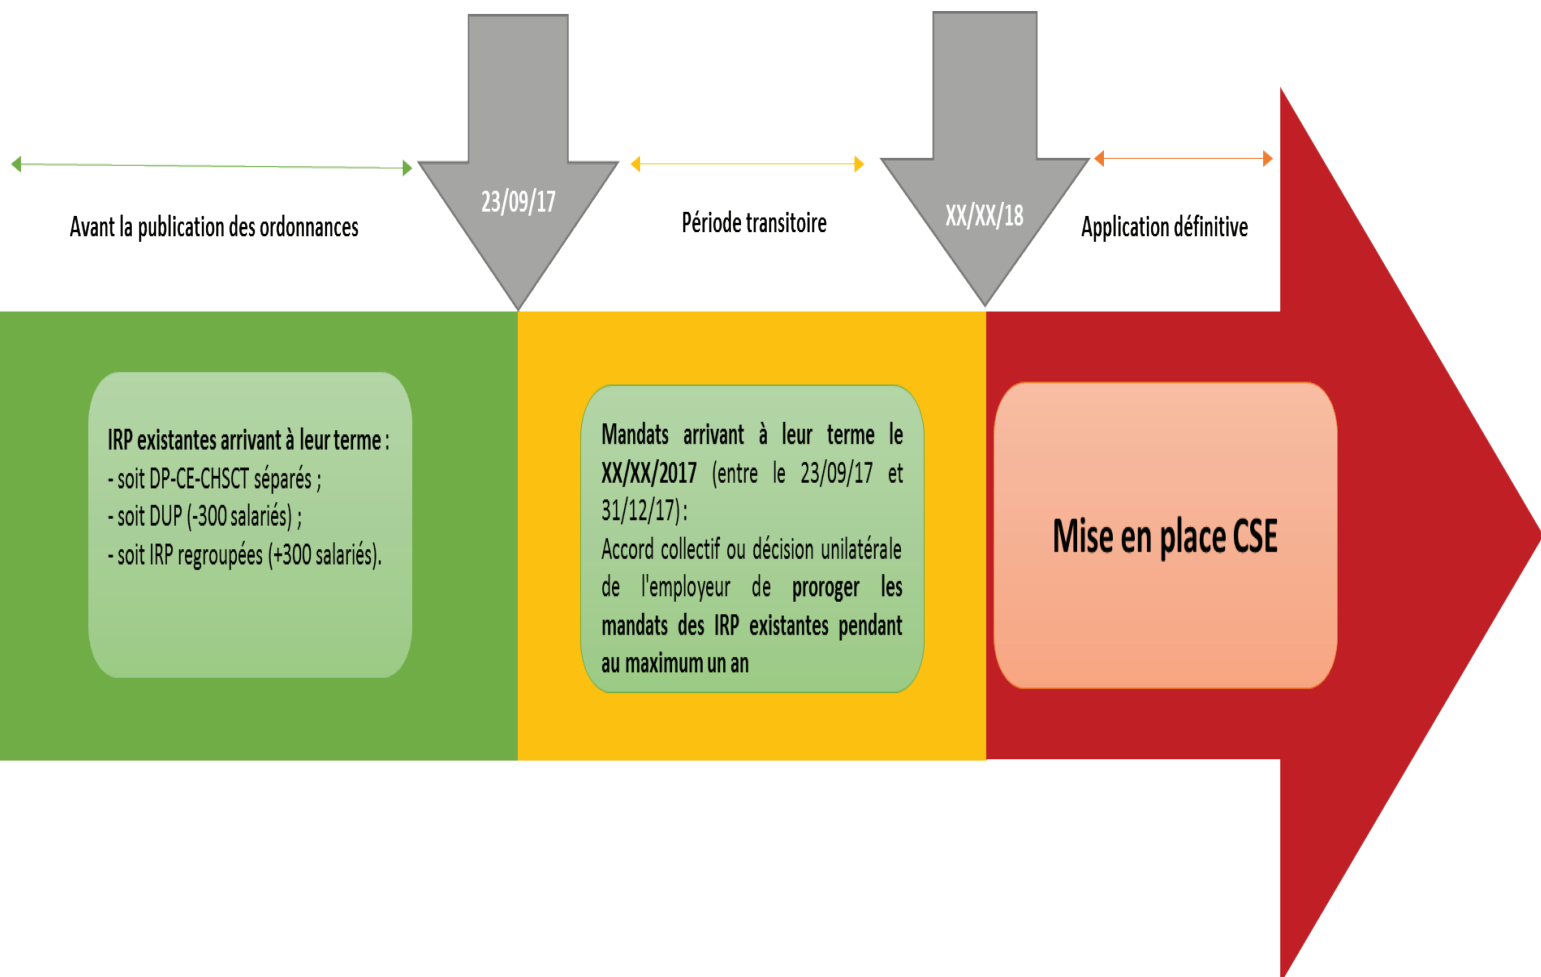 23/09/17
XX/XX/18
Avant la publication des ordonnances
Période transitoire
Application définitive
IRP existantes arrivant à leur terme :
- soit DP-CE-CHSCT séparés ;
- soit DUP (-300 salariés) ;
- soit IRP regroupées (+300 salariés).
Mandats arrivant à leur terme le
XX/XX/2017 (entre le 23/09/17 et
31/12/17) :
Accord collectif ou décision unilatérale
de l'employeur de proroger les
mandats des IRP existantes pendant
au maximum un an
Mise en place CSE